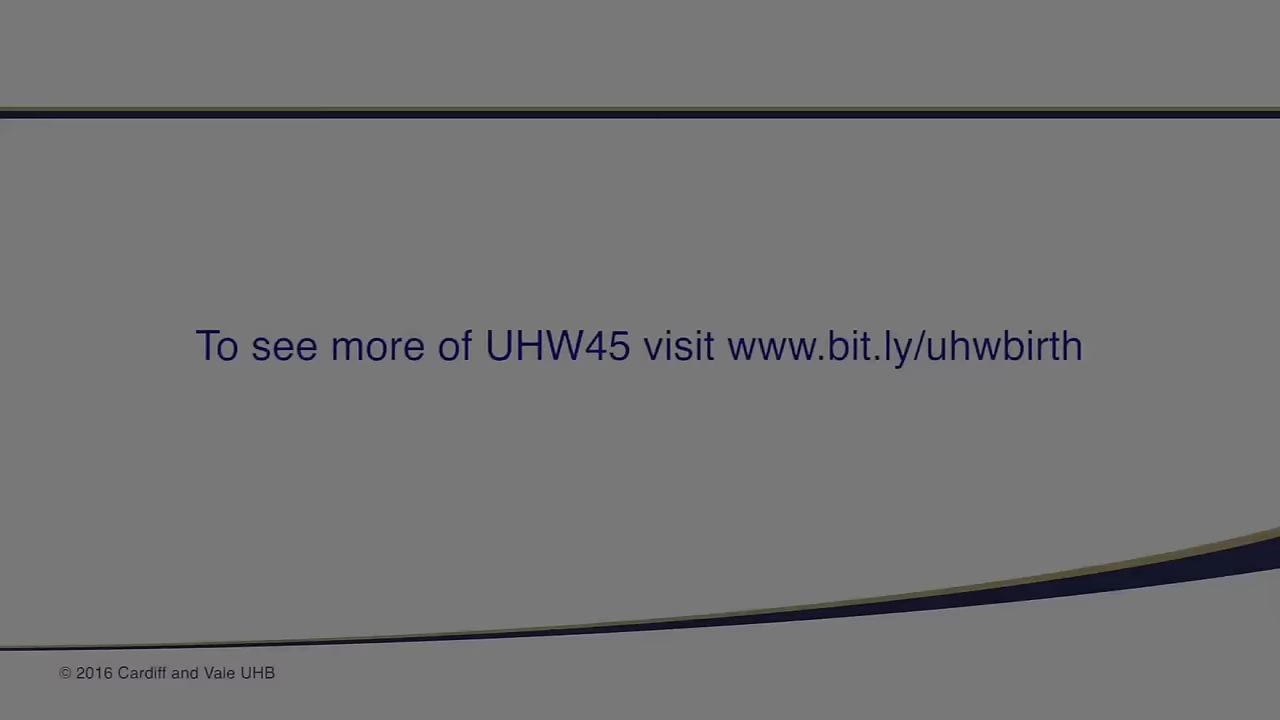 To see more of UHW45 visit www.bit.ly/uhwbirth
© 2016 Cardiff and Vale UHB